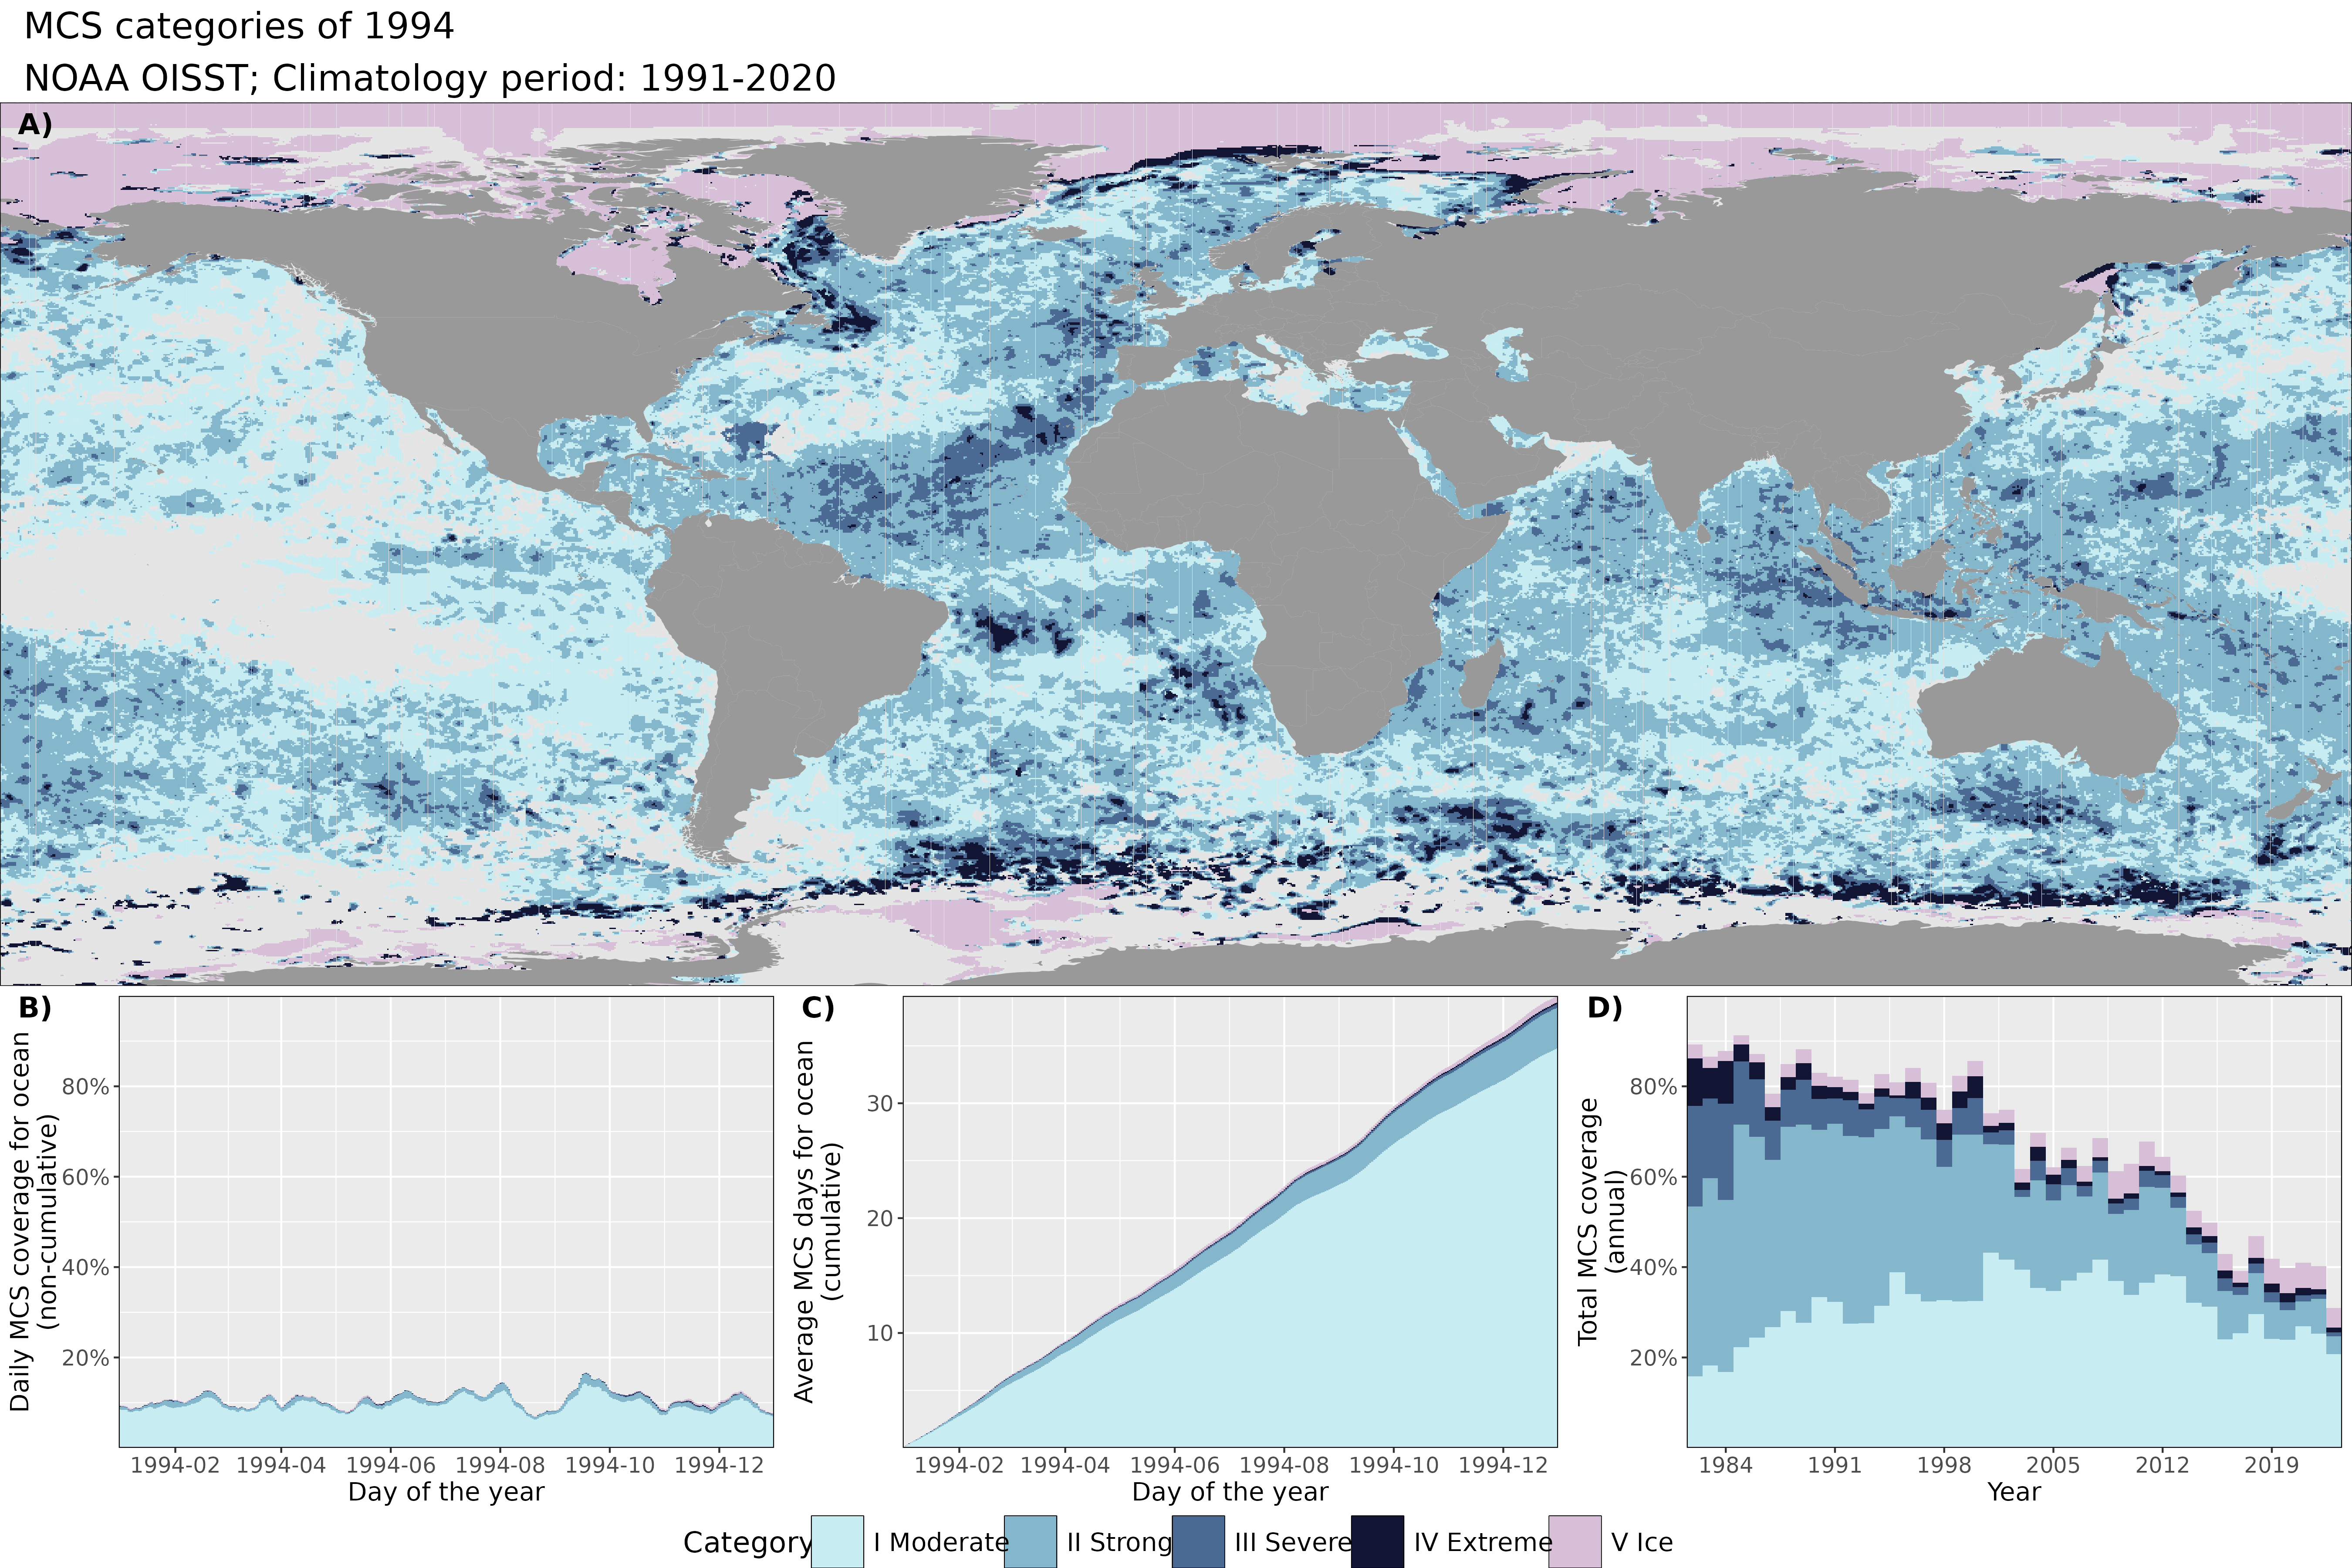 MCS categories of 1994
NOAA OISST; Climatology period: 1991-2020
A)
B)
Daily MCS coverage for ocean
(non-cumulative)
80%
60%
40%
20%
1994-02 1994-04 1994-06 1994-08 1994-10 1994-12
Day of the year
C)
Average MCS days for ocean
(cumulative)
30
20
10
1994-02 1994-04 1994-06 1994-08 1994-10 1994-12
Day of the year
D)
Total MCS coverage
(annual)
80%
60%
40%
20%
1984 1991 1998 2005 2012 2019
Year
Category I Moderate II Strong III Severe IV Extreme V Ice